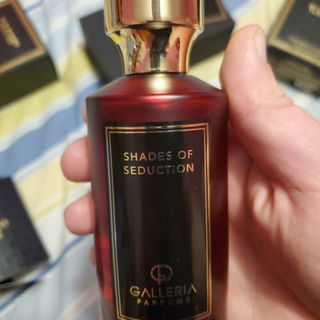 SHADES OF
SEDUCTION
GALLERIA
PARFUMS